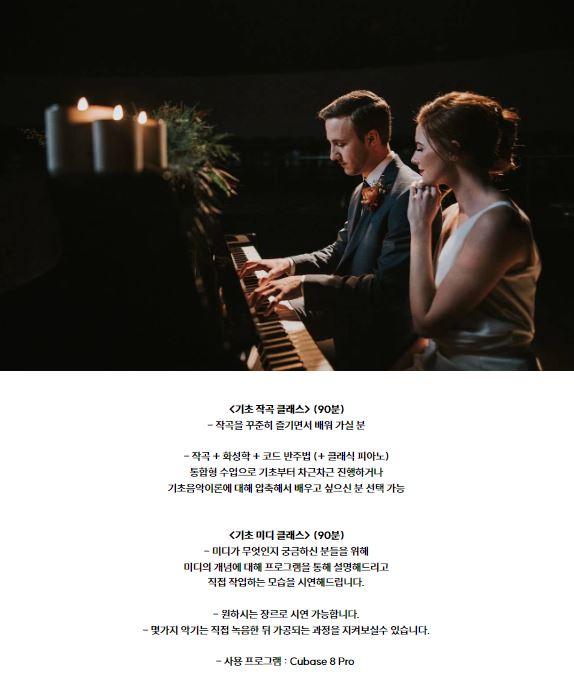 <기초 작곡 클래스> (90분)
- 작곡을 꾸준히 즐기면서 배워 가실 분
- 작곡 + 화성학 + 코드 반주법 (+ 클래식 피아노)
통합형 수업으로 기초부터 차근차근 진행하거나
기초음악이론에 대해 압축해서 배우고 싶으신 분 선택 가능
<기초 미디 클래스> (90분)
- 미디가 무엇인지 궁금하신 분들을 위해
미디의 개념에 대해 프로그램을 통해 설명해드리고
직접 작업하는 모습을 시연해드립니다.
- 원하시는 장르로 시연 가능합니다.
- 몇가지 악기는 직접 녹음한 뒤 가공되는 과정을 지켜보실수 있습니다.
- 사용 프로그램 : Cubase 8 Pro